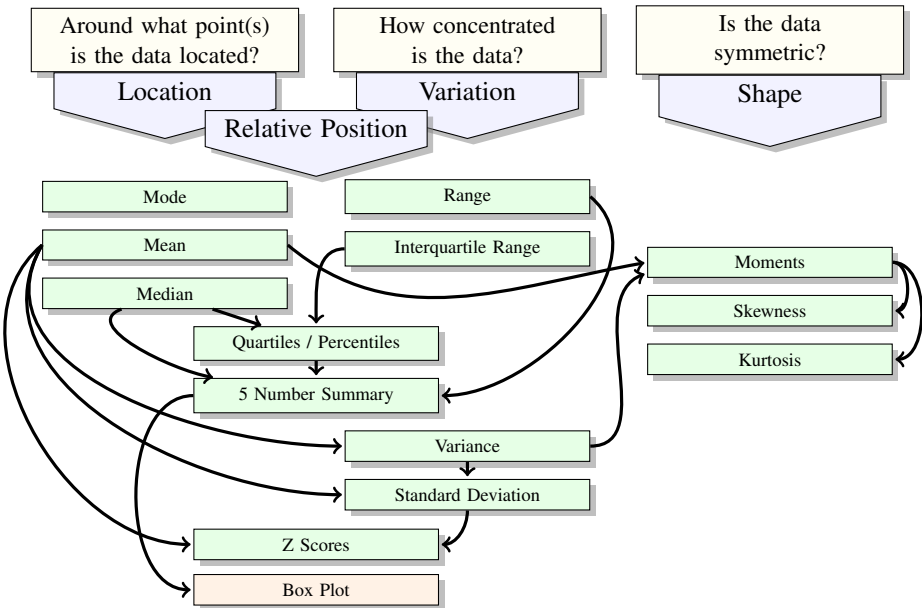 Around what point(s)
is the data located?
How concentrated
is the data?
Is the data
symmetric?
Location
Variation
Shape
Relative Position
Mode
Range
Mean
Interquartile Range
Moments
Median
Skewness
Quartiles / Percentiles
Kurtosis
5 Number Summary
Variance
Standard Deviation
Z Scores
Box Plot